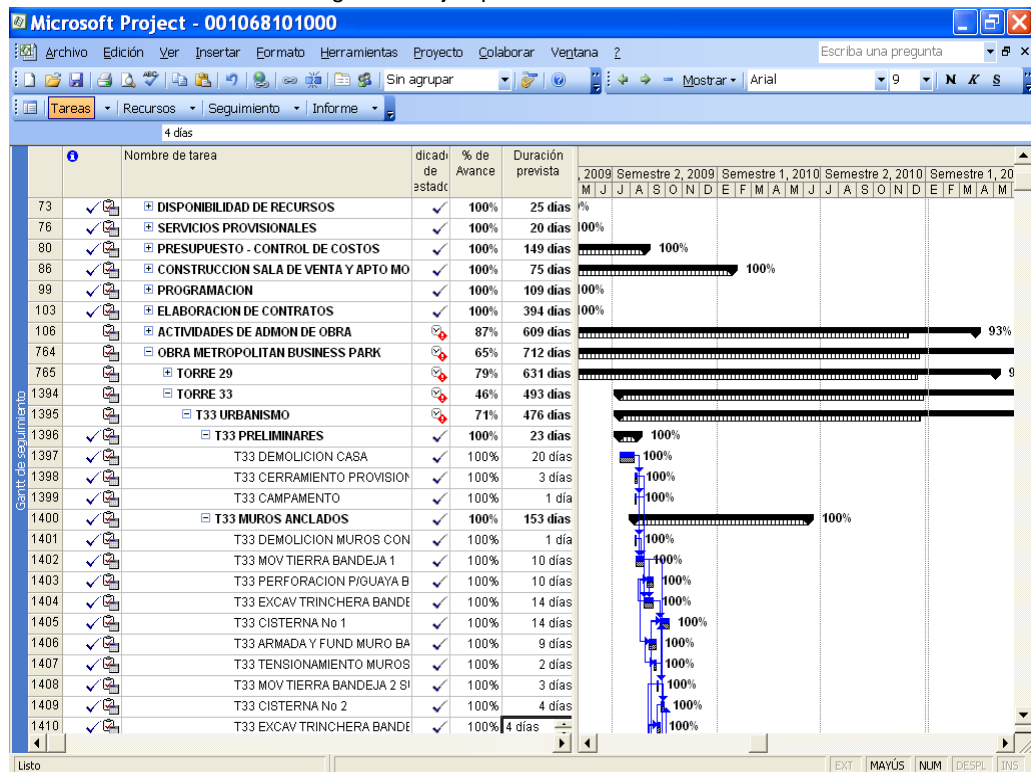 Microsoft Project - 001068101000
Archivo Edición Ver Insertar Formato Herramientas Proyecto Colaborar Ventana ? Escriba una pregunta
Sin agrupar Mostrar Arial 9 N K S
Tareas Recursos Seguimiento Informe
4 días
Nombre de tarea dicad de estado % de Avance Duración prevista
, 2009 Semestre 2, 2009 Semestre 1, 2010 Semestre 2, 2010 Semestre 1, 20
M J J A S O N D E F M A M J J A S O N D E F M A M
73 DISPONIBILIDAD DE RECURSOS 100% 25 días %
76 SERVICIOS PROVISIONALES 100% 20 días 100%
80 PRESUPUESTO - CONTROL DE COSTOS 100% 149 días 100%
86 CONSTRUCCION SALA DE VENTA Y APTO MO 100% 75 días 100%
99 PROGRAMACION 100% 109 días 100%
103 ELABORACION DE CONTRATOS 100% 394 días 100%
106 ACTIVIDADES DE ADMON DE OBRA 87% 609 días 93%
764 OBRA METROPOLITAN BUSINESS PARK 65% 712 días
765 TORRE 29 79% 631 días 9
1394 TORRE 33 46% 493 días
1395 T33 URBANISMO 71% 476 días
1396 T33 PRELIMINARES 100% 23 días 100%
1397 T33 DEMOLICION CASA 100% 20 días 100%
1398 T33 CERRAMIENTO PROVISION 100% 3 días 100%
1399 T33 CAMPAMENTO 100% 1 día 100%
1400 T33 MUROS ANCLADOS 100% 153 días 100%
1401 T33 DEMOLICION MUROS CON 100% 1 día 100%
1402 T33 MOV TIERRA BANDEJA 1 100% 10 días 100%
1403 T33 PERFORACION P/GUAYA B 100% 10 días 100%
1404 T33 EXCAV TRINCHERA BANDE 100% 14 días 100%
1405 T33 CISTERNA No 1 100% 14 días 100%
1406 T33 ARMADA Y FUND MURO BA 100% 9 días 100%
1407 T33 TENSIONAMIENTO MUROS 100% 2 días 100%
1408 T33 MOV TIERRA BANDEJA 2 S 100% 3 días 100%
1409 T33 CISTERNA No 2 100% 4 días 100%
1410 T33 EXCAV TRINCHERA BANDE 100% 4 días 100%
Gantt de seguimiento
Listo EXT MAYÚS NUM DESPL INS